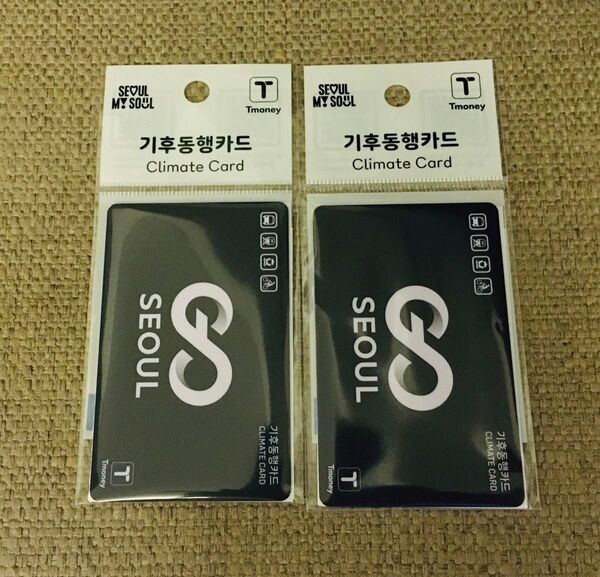 SEOUL
MY SOUL
Tmoney
기후동행카드
Climate Card
GO
SEOUL
기후동행카드
CLIMATE CARD
T
Tmoney
SEOUL
MY SOUL
Tmoney
기후동행카드
Climate Card
GO
SEOUL
기후동행카드
CLIMATE CARD
T
Tmoney